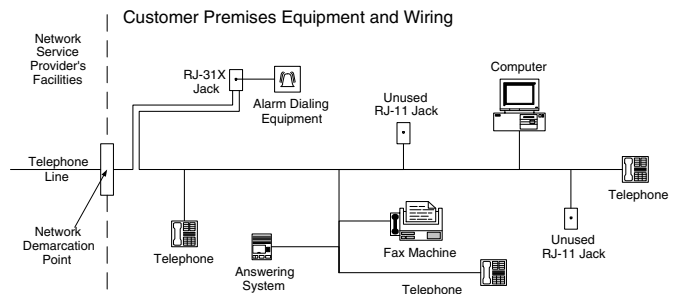 Customer Premises Equipment and Wiring
Network
Service
Provider's
Facilities
RJ-31X
Jack
Alarm Dialing
Equipment
Unused
RJ-11 Jack
Computer
Telephone
Line
Telephone
Network
Demarcation
Point
Telephone
Answering
System
Fax Machine
Telephone
Unused
RJ-11 Jack